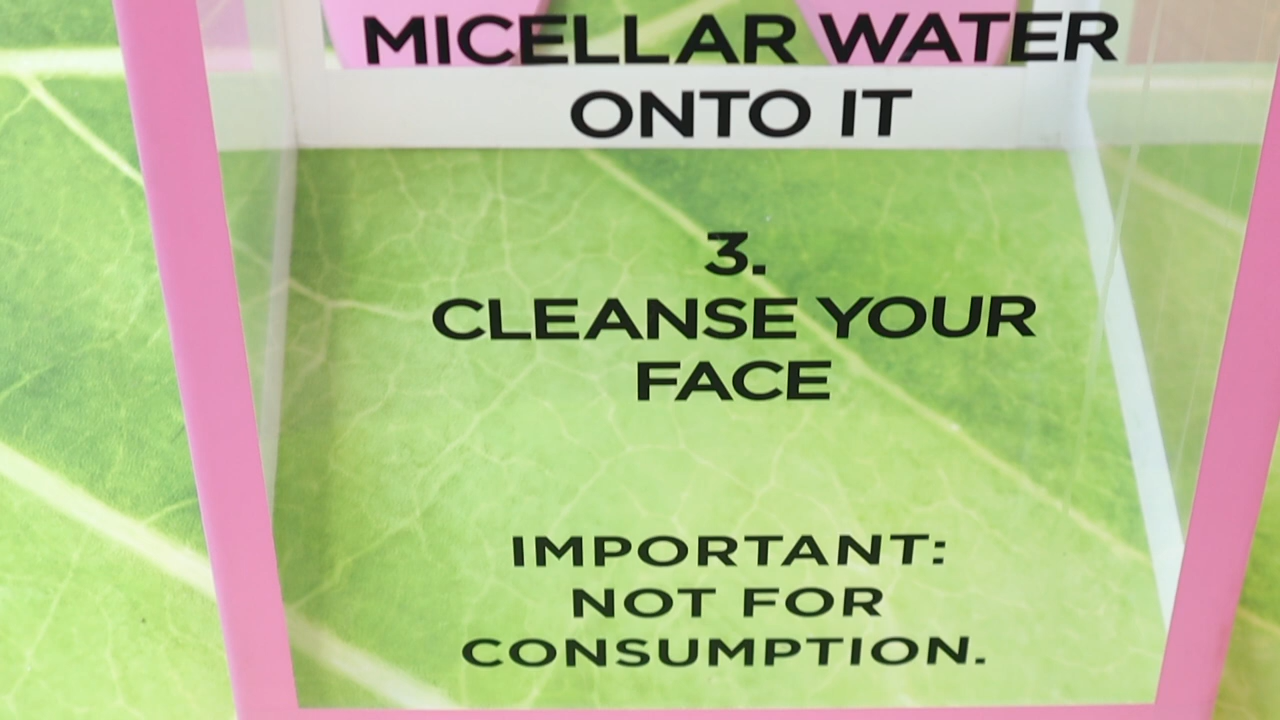 MICELLAR WATER
ONTO IT
3.
CLEANSE YOUR
FACE
IMPORTANT:
NOT FOR
CONSUMPTION.